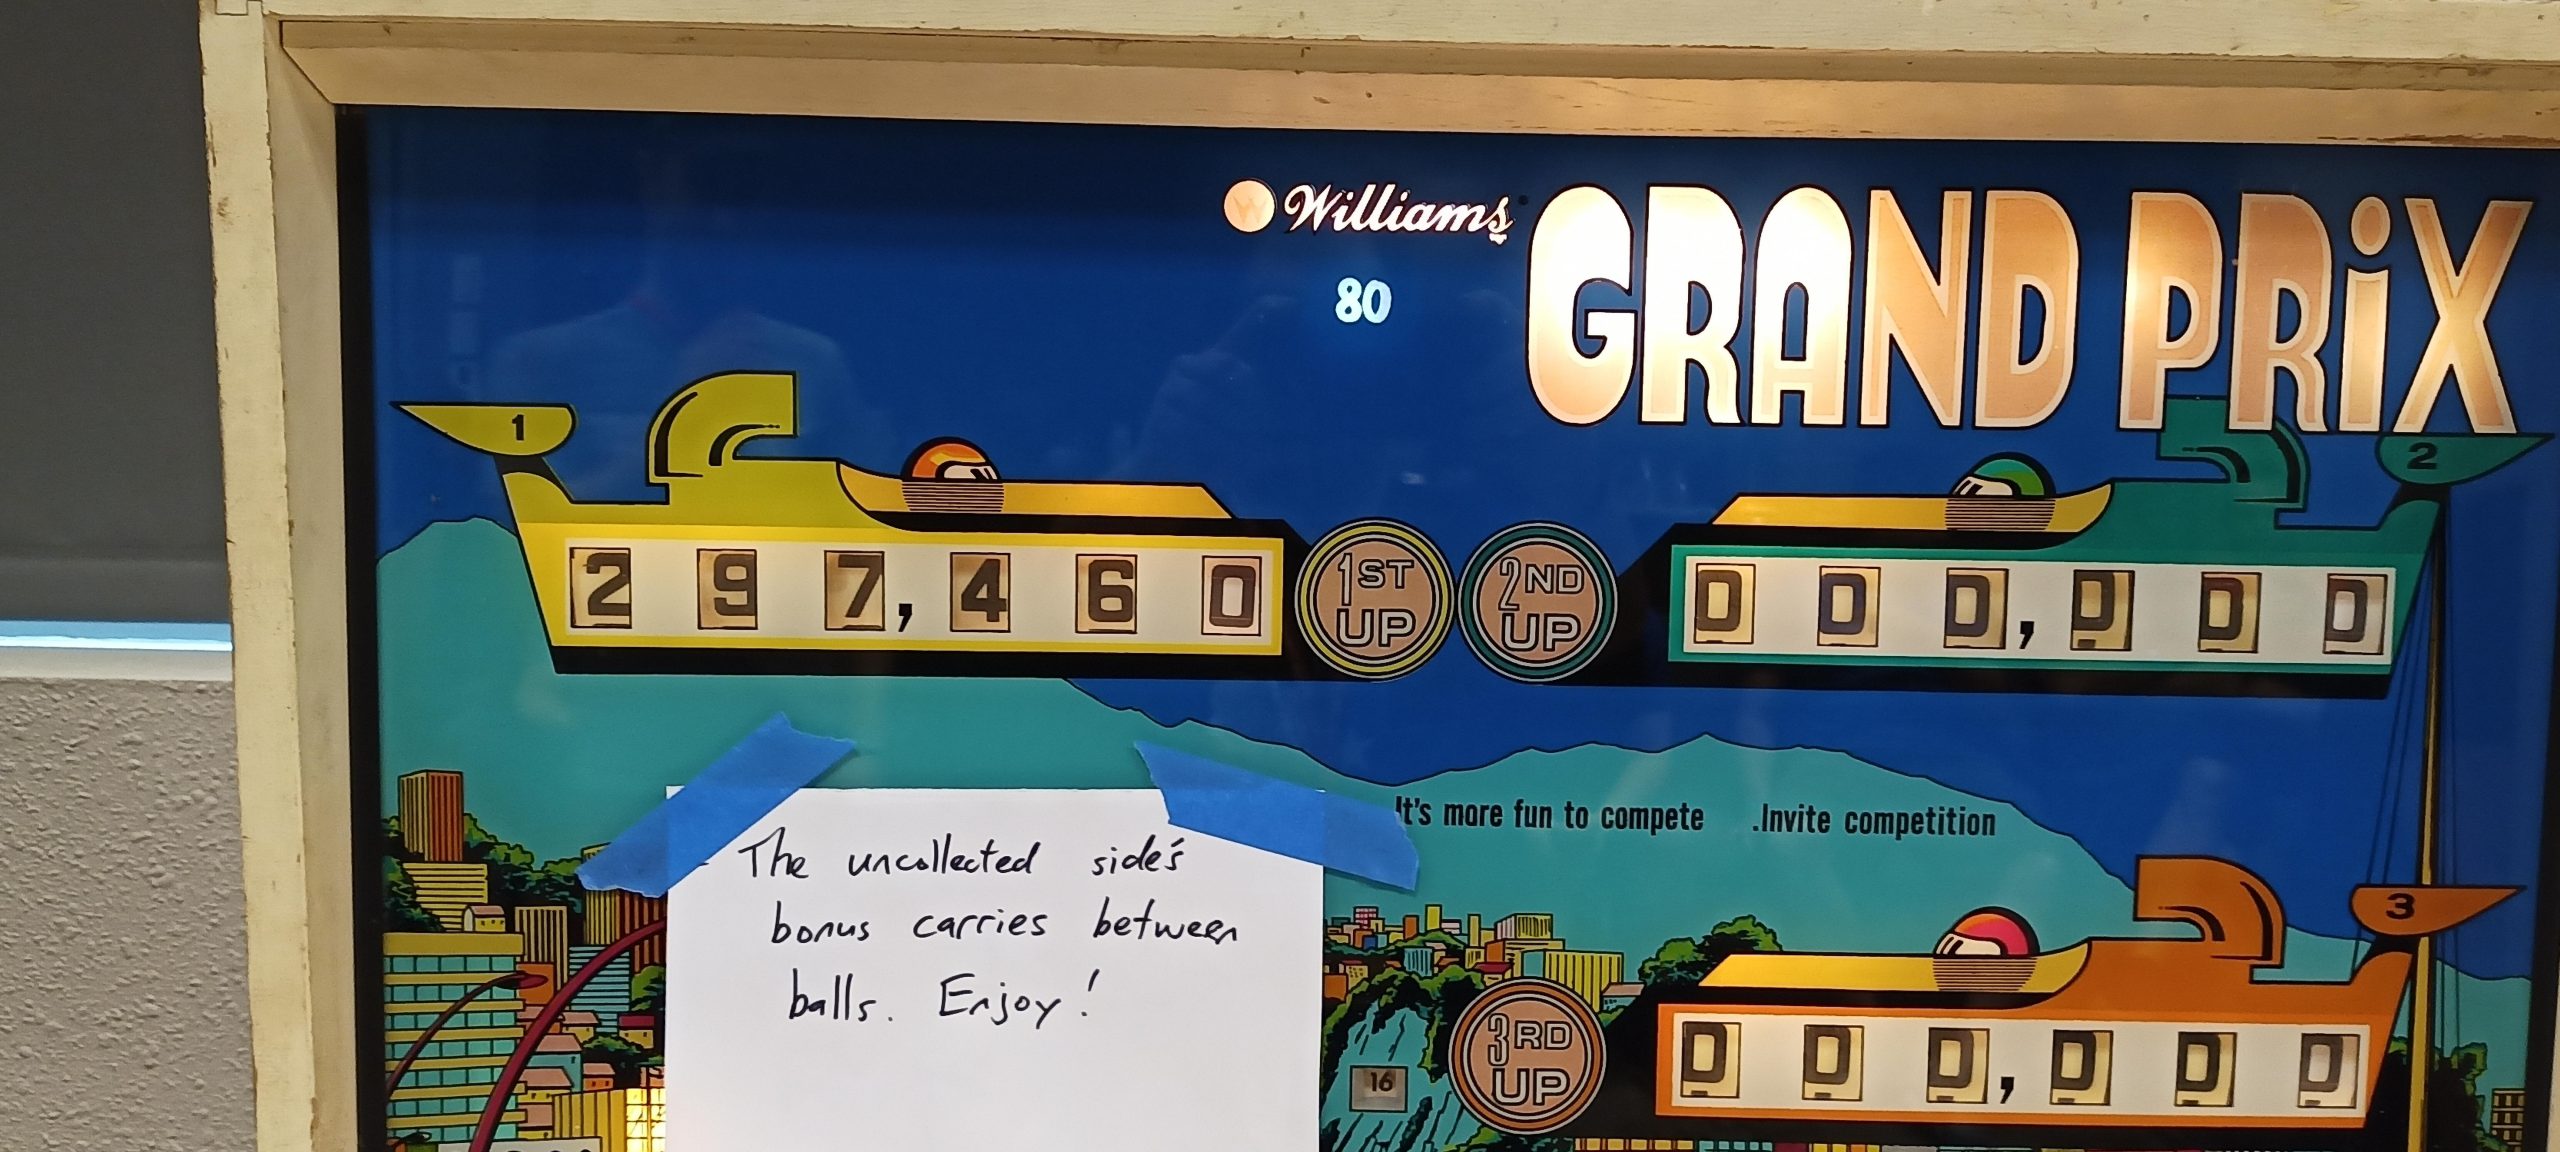 Williams
GRAND PRiX
80
1
2
297,460
1ST UP
2ND UP
000,000
It's more fun to compete .Invite competition
The uncollected side's
bonus carries between
balls. Enjoy!
3
16
3RD UP
000,000